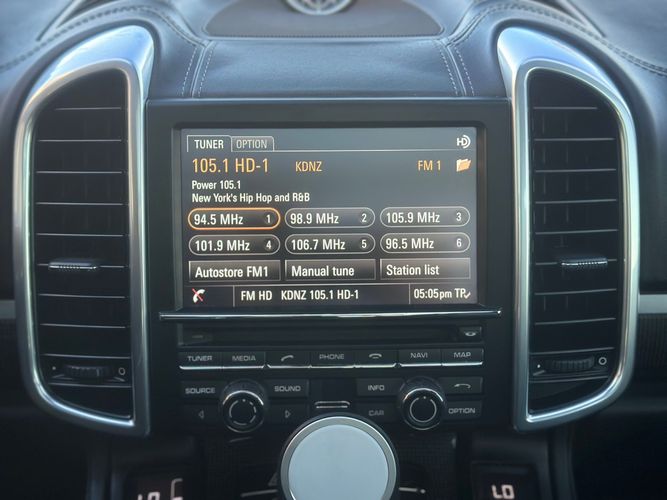 TUNER OPTION HD
105.1 HD-1 KDNZ FM 1
Power 105.1
New York's Hip Hop and R&B
94.5 MHz 1 98.9 MHz 2 105.9 MHz 3
101.9 MHz 4 106.7 MHz 5 96.5 MHz 6
Autostore FM1 Manual tune Station list
FM HD KDNZ 105.1 HD-1 05:05 pm TP
TUNER MEDIA PHONE NAVI MAP
SOURCE SOUND INFO
CAR OPTION
LO